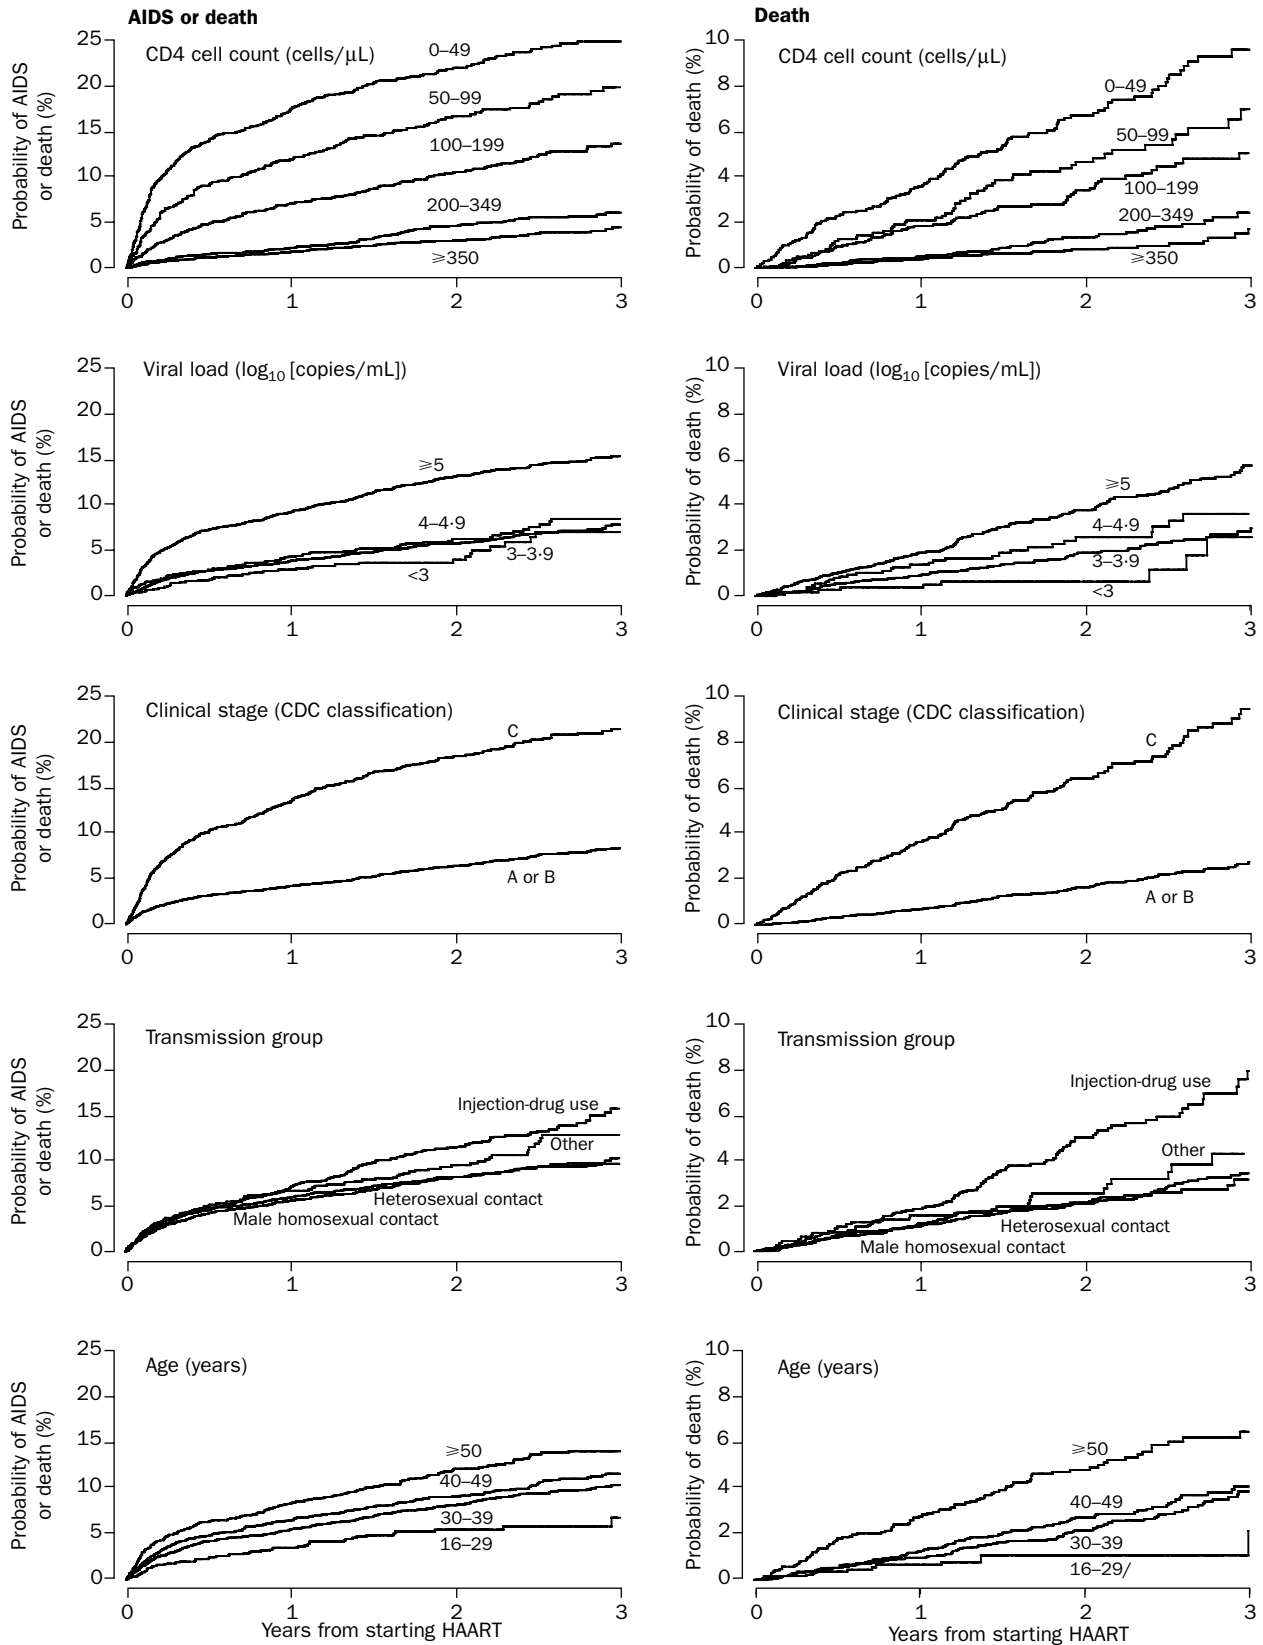 AIDS or death
Probability of AIDS
or death (%)
CD4 cell count (cells/μL)
25
20
15
10
5
0
0–49
50–99
100–199
200–349
⩾350
0 1 2 3
Death
Probability of death (%)
CD4 cell count (cells/μL)
10
8
6
4
2
0
0–49
50–99
100–199
200–349
⩾350
0 1 2 3
Probability of AIDS
or death (%)
Viral load (log10 [copies/mL])
25
20
15
10
5
0
⩾5
4–4·9
3–3·9
<3
0 1 2 3
Probability of death (%)
Viral load (log10 [copies/mL])
10
8
6
4
2
0
⩾5
4–4·9
3–3·9
<3
0 1 2 3
Probability of AIDS
or death (%)
Clinical stage (CDC classification)
25
20
15
10
5
0
C
A or B
0 1 2 3
Probability of death (%)
Clinical stage (CDC classification)
10
8
6
4
2
0
C
A or B
0 1 2 3
Probability of AIDS
or death (%)
Transmission group
25
20
15
10
5
0
Injection-drug use
Other
Heterosexual contact
Male homosexual contact
0 1 2 3
Probability of death (%)
Transmission group
10
8
6
4
2
0
Injection-drug use
Other
Heterosexual contact
Male homosexual contact
0 1 2 3
Probability of AIDS
or death (%)
Age (years)
25
20
15
10
5
0
⩾50
40–49
30–39
16–29
0 1 2 3
Years from starting HAART
Probability of death (%)
Age (years)
10
8
6
4
2
0
⩾50
40–49
30–39
16–29/
0 1 2 3
Years from starting HAART